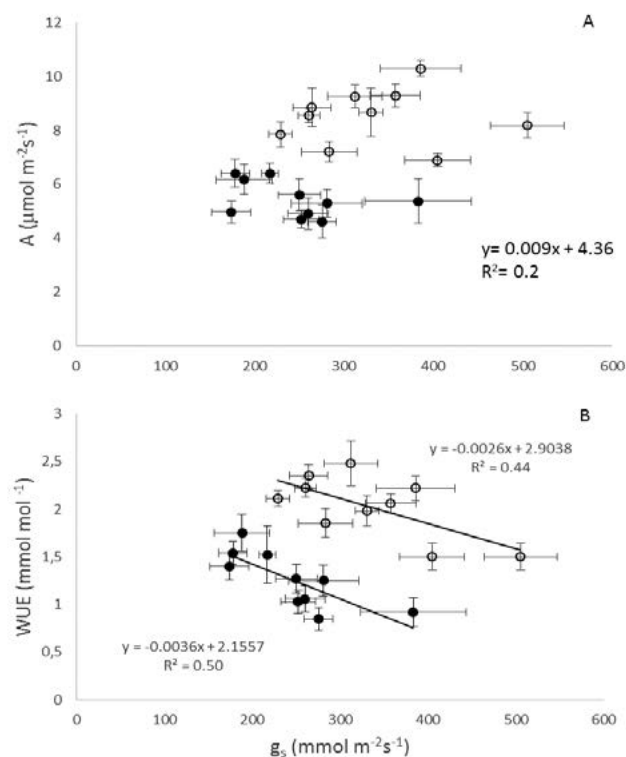 A
12
10
8
6
4
2
0
A (μmol m⁻²s⁻¹)
y= 0.009x + 4.36
R²= 0.2
0 100 200 300 400 500 600
B
3
2,5
2
1,5
1
0,5
0
WUE (mmol mol ⁻¹)
y = -0.0026x + 2.9038
R² = 0.44
y = -0.0036x + 2.1557
R² = 0.50
0 100 200 300 400 500 600
gₛ (mmol m⁻²s⁻¹)